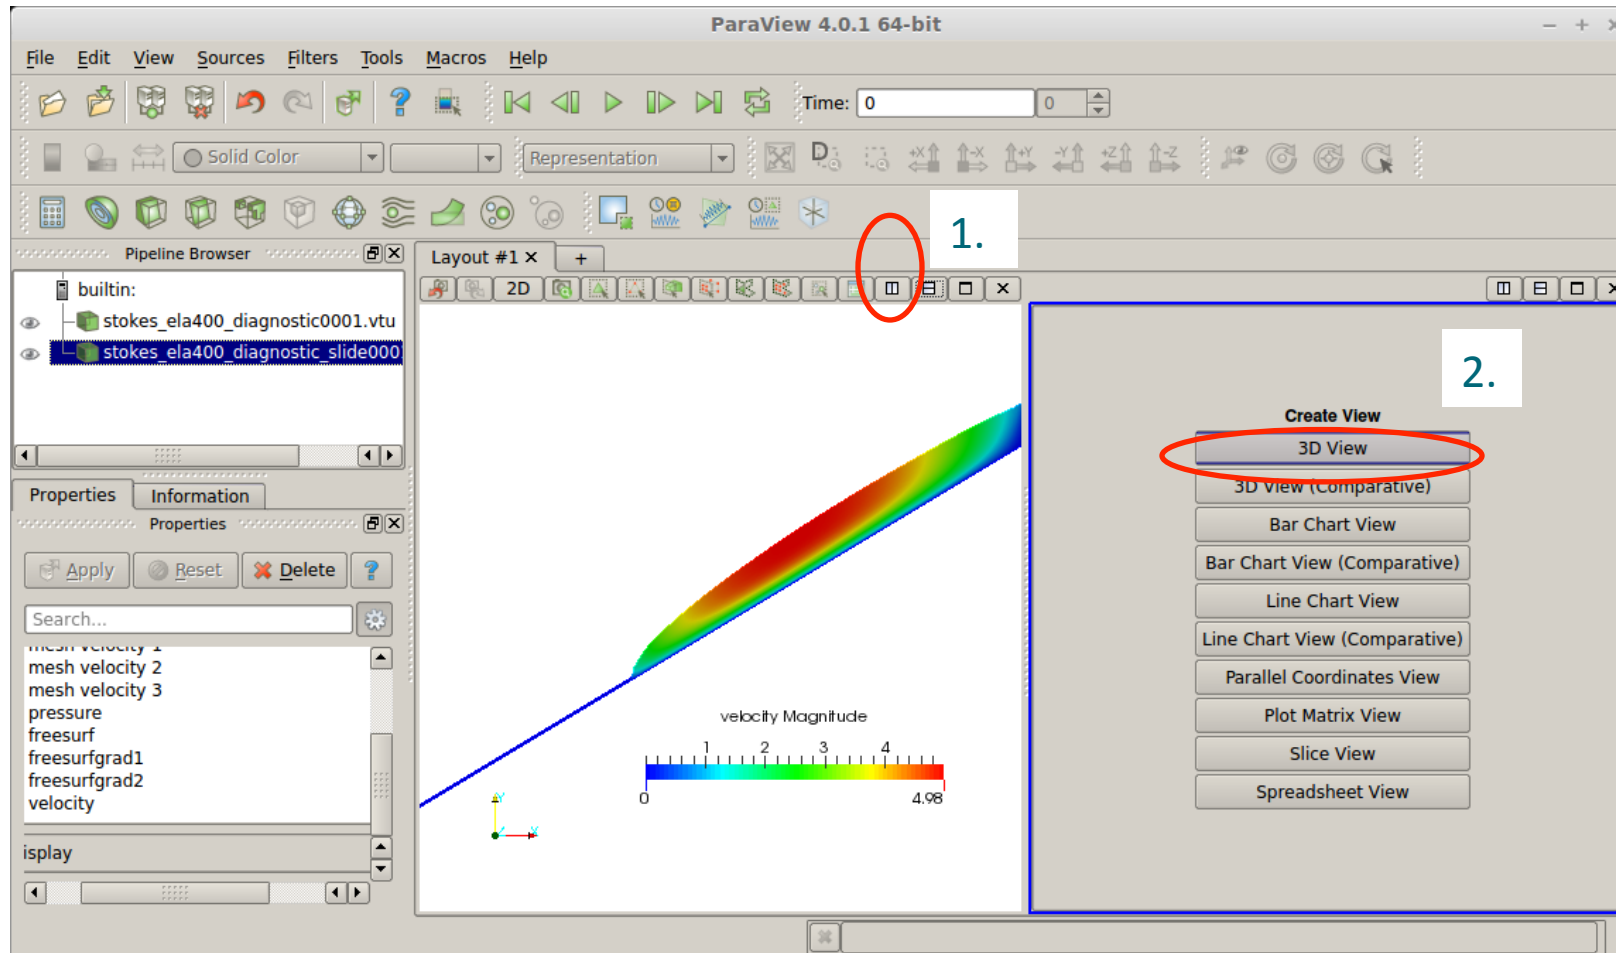 ParaView 4.0.1 64-bit
File Edit View Sources Filters Tools Macros Help
Time: 0 0
Solid Color Representation
1.
Pipeline Browser
Layout #1 +
builtin:
2D
stokes_ela400_diagnostic0001.vtu
stokes_ela400_diagnostic_slide000
2.
Create View
3D View
3D View (Comparative)
Bar Chart View
Bar Chart View (Comparative)
Line Chart View
Line Chart View (Comparative)
Parallel Coordinates View
Plot Matrix View
Slice View
Spreadsheet View
Properties Information
Properties
Apply Reset Delete ?
Search...
mesh velocity 1
mesh velocity 2
mesh velocity 3
pressure
freesurf
freesurfgrad1
freesurfgrad2
velocity
isplay
velocity Magnitude
1 2 3 4
0 4.98
Y
Z X